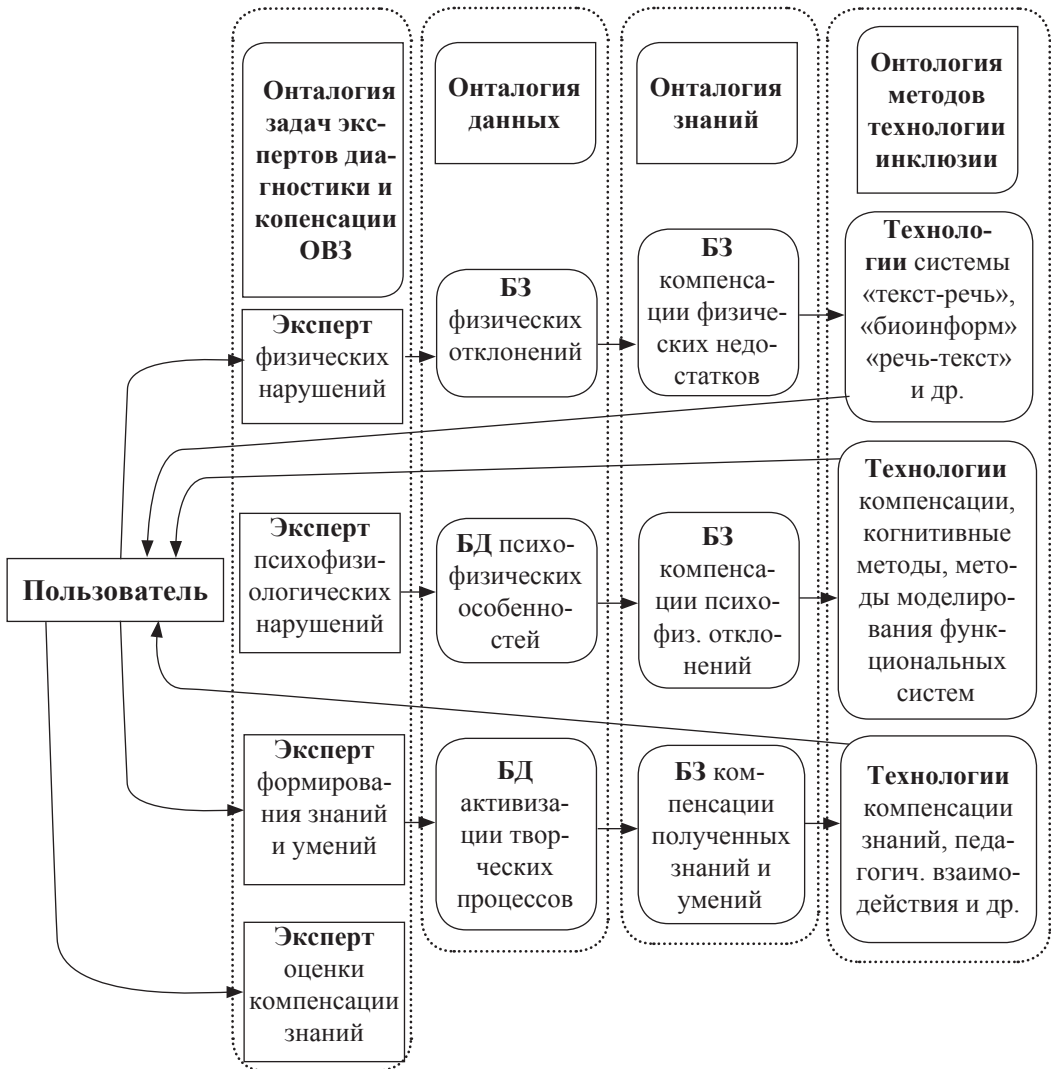 Онталогия
задач экс-
пертов диа-
гностики и
копенсации
ОВЗ
Онталогия
данных
Онталогия
знаний
Онтология
методов
технологии
инклюзии
Эксперт
физических
нарушений
БЗ
физических
отклонений
БЗ
компенса-
ции физиче-
ских недо-
статков
Техноло-
гии системы
«текст-речь»,
«биоинформ»
«речь-текст»
и др.
Пользователь
Эксперт
психофизи-
ологических
нарушений
БД психо-
физических
особенно-
стей
БЗ
компенса-
ции психо-
физ. откло-
нений
Технологии
компенсации,
когнитивные
методы, мето-
ды моделиро-
вания функ-
циональных
систем
Эксперт
формирова-
ния знаний
и умений
БД
активиза-
ции твор-
ческих
процессов
БЗ ком-
пенсации
полученных
знаний и
умений
Технологии
компенсации
знаний, педа-
гогич. взаимо-
действия и др.
Эксперт
оценки
компенсации
знаний